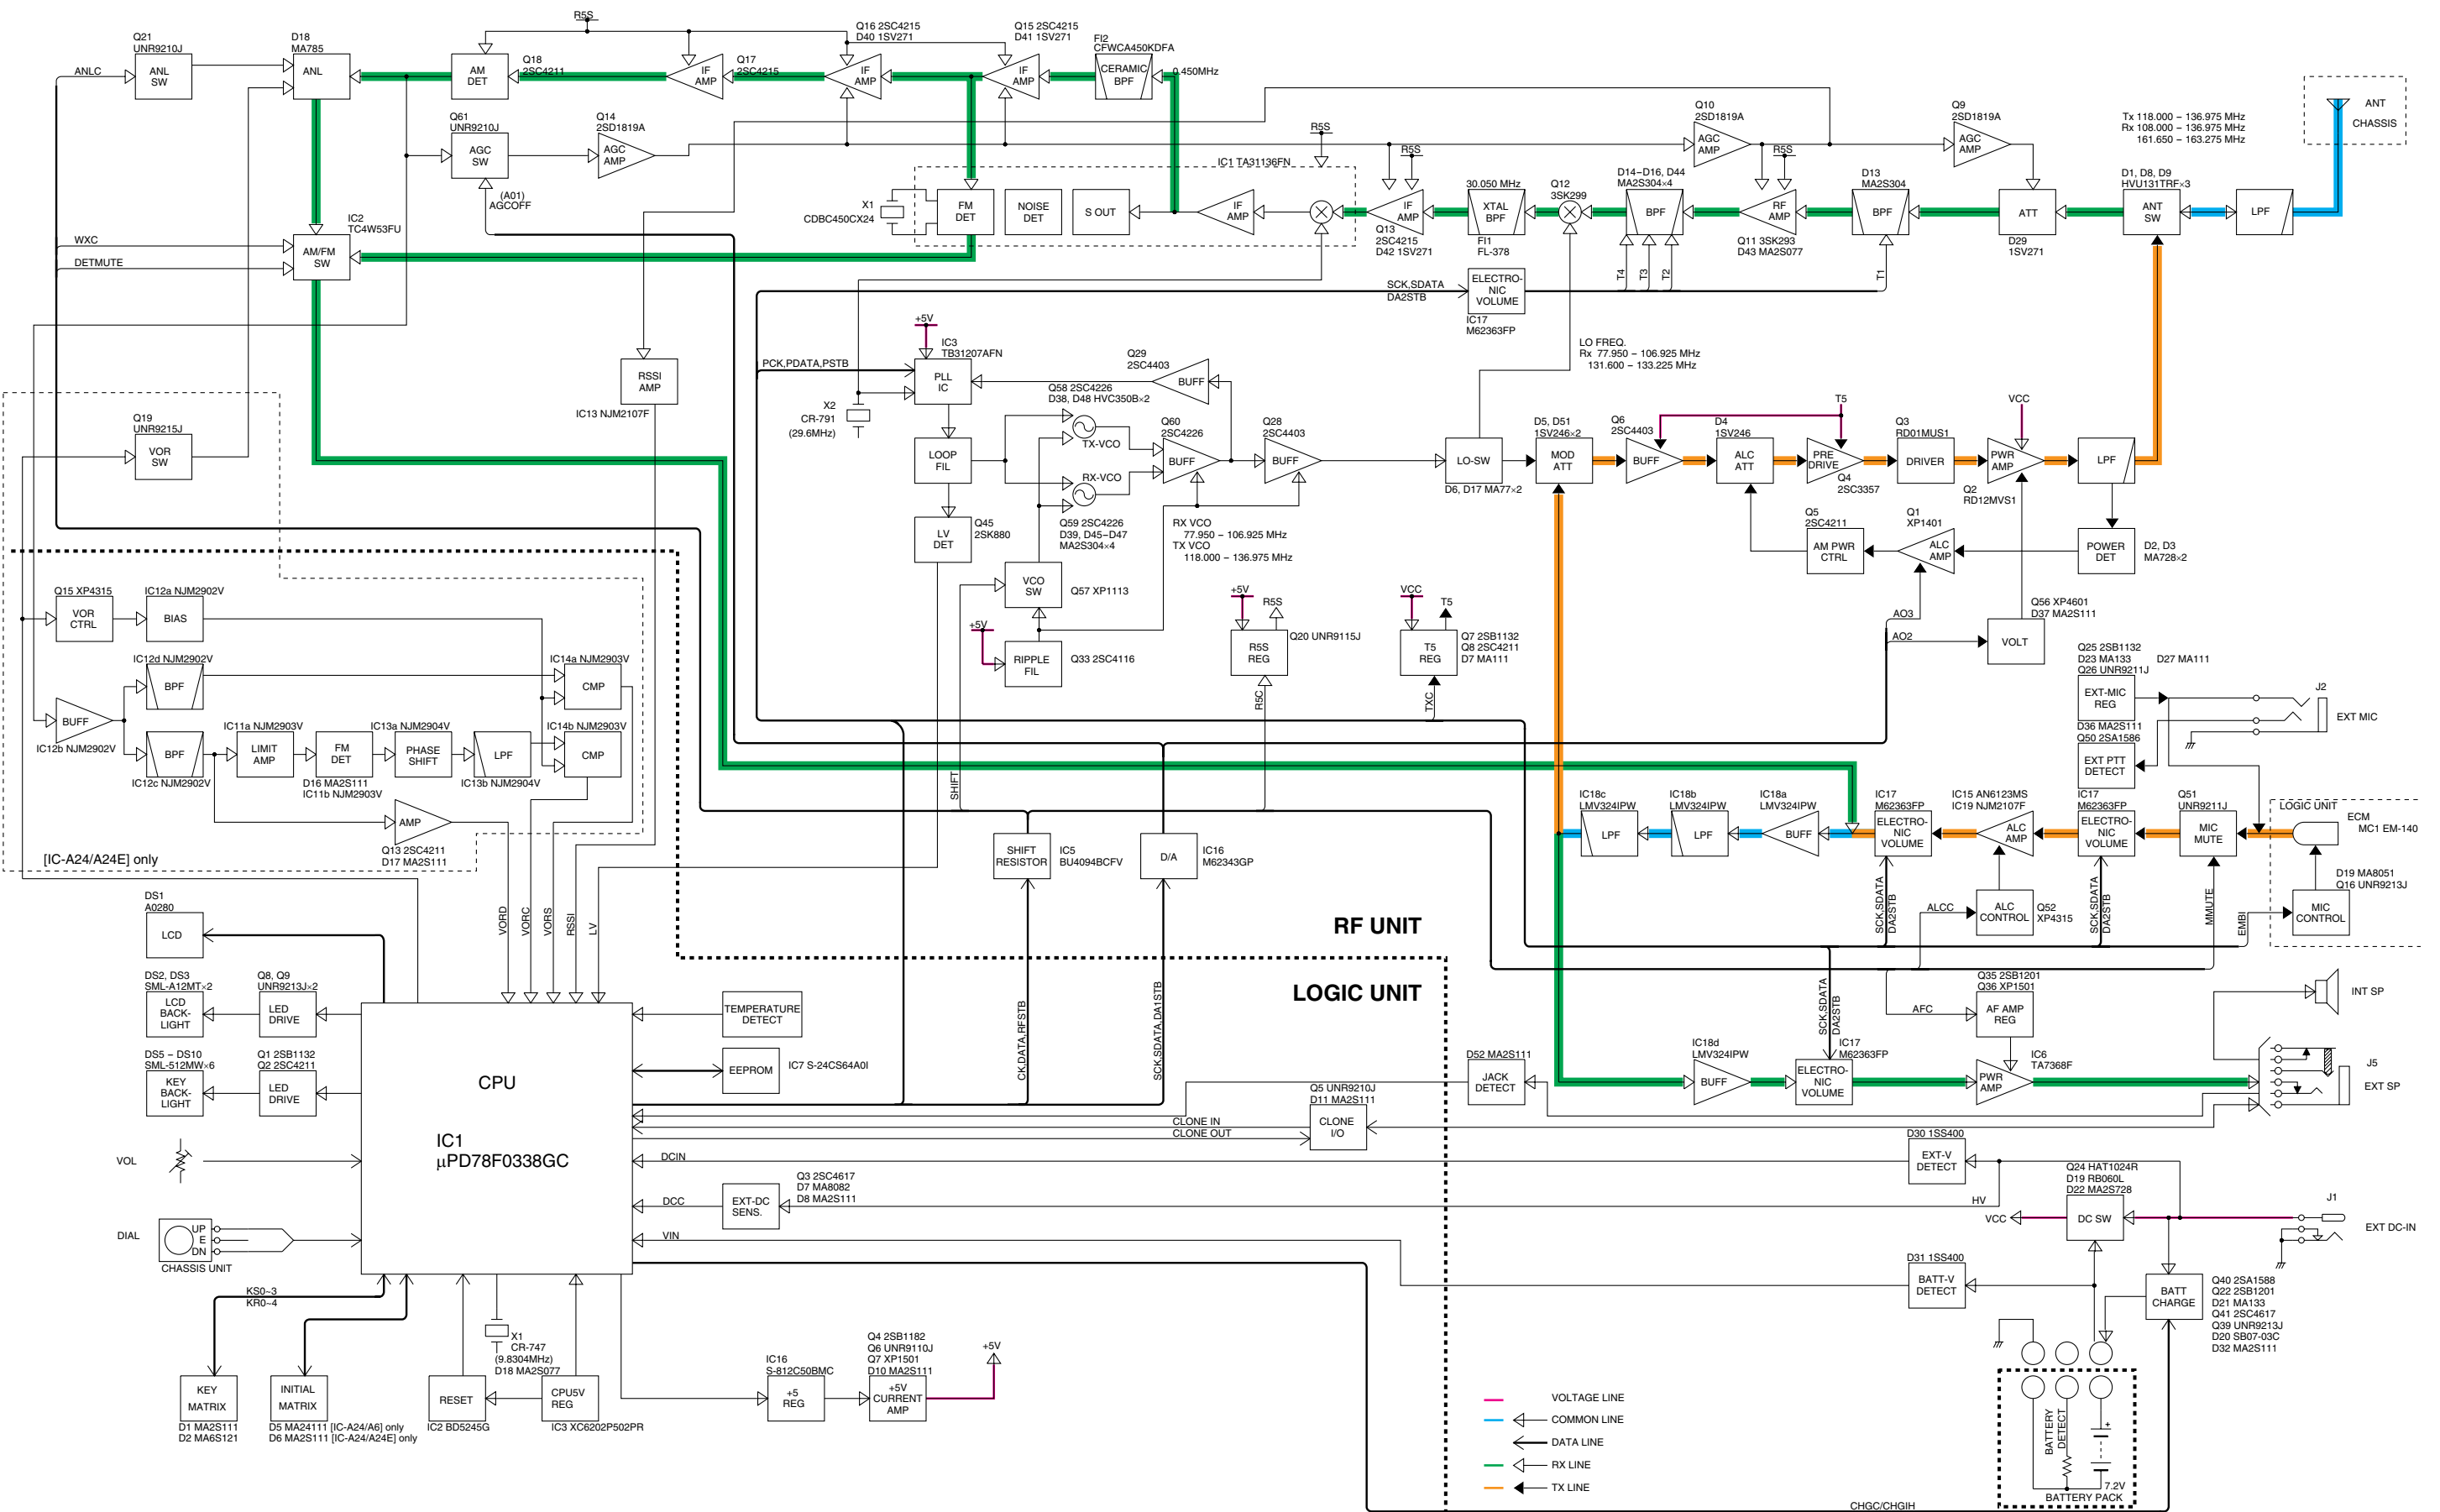 R5S
Q21
UNR9210J
D18
MA785
Q16 2SC4215
D40 1SV271
Q15 2SC4215
D41 1SV271
FI2
CFWCA450KDFA
ANLC
ANL
SW
ANL
AM
DET
Q18
2SC4211
IF
AMP
Q17
2SC4215
IF
AMP
IF
AMP
CERAMIC
BPF
0.450MHz
ANT
CHASSIS
Q61
UNR9210J
Q14
2SD1819A
AGC
SW
AGC
AMP
R5S
Q10
2SD1819A
AGC
AMP
Q9
2SD1819A
AGC
AMP
Tx 118.000 – 136.975 MHz
Rx 108.000 – 136.975 MHz
161.650 – 163.275 MHz
R5S
R5S
IC1 TA31136FN
(A01)
AGCOFF
X1
CDBC450CX24
FM
DET
NOISE
DET
S OUT
IF
AMP
IF
AMP
Q13
2SC4215
D42 1SV271
30.050 MHz
XTAL
BPF
FI1
FL-378
Q12
3SK299
D14–D16, D44
MA2S304×4
BPF
RF
AMP
Q11 3SK293
D43 MA2S077
D13
MA2S304
BPF
ATT
D29
1SV271
D1, D8, D9
HVU131TRF×3
ANT
SW
LPF
IC2
TC4W53FU
WXC
DETMUTE
AM/FM
SW
T4
T3
T2
T1
SCK,SDATA
DA2STB
ELECTRO-
NIC
VOLUME
IC17
M62363FP
+5V
IC3
TB31207AFN
PCK,PDATA,PSTB
PLL
IC
Q29
2SC4403
BUFF
LO FREQ.
Rx 77.950 – 106.925 MHz
131.600 – 133.225 MHz
RSSI
AMP
IC13 NJM2107F
X2
CR-791
(29.6MHz)
Q58 2SC4226
D38, D48 HVC350B×2
TX-VCO
RX-VCO
Q60
2SC4226
BUFF
Q28
2SC4403
BUFF
LOOP
FIL
Q59 2SC4226
D39, D45–D47
MA2S304×4
LO-SW
D6, D17 MA77×2
D5, D51
1SV246×2
MOD
ATT
Q6
2SC4403
BUFF
D4
1SV246
ALC
ATT
T5
PRE
DRIVE
Q4
2SC3357
Q3
RD01MUS1
DRIVER
VCC
PWR
AMP
Q2
RD12MVS1
LPF
Q19
UNR9215J
VOR
SW
LV
DET
Q45
2SK880
RX VCO
77.950 – 106.925 MHz
TX VCO
118.000 – 136.975 MHz
Q5
2SC4211
AM PWR
CTRL
Q1
XP1401
ALC
AMP
POWER
DET
D2, D3
MA728×2
VCO
SW
Q57 XP1113
+5V
RIPPLE
FIL
Q33 2SC4116
+5V
R5S
R5S
REG
Q20 UNR9115J
VCC
T5
T5
REG
Q7 2SB1132
Q8 2SC4211
D7 MA111
AO3
AO2
Q56 XP4601
D37 MA2S111
VOLT
Q15 XP4315
VOR
CTRL
IC12a NJM2902V
BIAS
IC12d NJM2902V
BPF
IC14a NJM2903V
CMP
BUFF
IC12b NJM2902V
BPF
IC12c NJM2902V
IC11a NJM2903V
LIMIT
AMP
FM
DET
D16 MA2S111
IC11b NJM2903V
IC13a NJM2904V
PHASE
SHIFT
LPF
IC13b NJM2904V
IC14b NJM2903V
CMP
AMP
Q13 2SC4211
D17 MA2S111
[IC-A24/A24E] only
Q25 2SB1132
D23 MA133
Q26 UNR9211J
D27 MA111
EXT-MIC
REG
D36 MA2S111
Q50 2SA1586
EXT PTT
DETECT
J2
EXT MIC
SHIFT
R5C
TXC
IC18c
LMV324IPW
LPF
IC18b
LMV324IPW
LPF
IC18a
LMV324IPW
BUFF
IC17
M62363FP
ELECTRO-
NIC
VOLUME
IC15 AN6123MS
IC19 NJM2107F
ALC
AMP
IC17
M62363FP
ELECTRO-
NIC
VOLUME
Q51
UNR9211J
MIC
MUTE
LOGIC UNIT
ECM
MC1 EM-140
SHIFT
RESISTOR
IC5
BU4094BCFV
D/A
IC16
M62343GP
SCK,SDATA
DA2STB
ALCC
ALC
CONTROL
Q52
XP4315
SCK,SDATA
DA2STB
MMUTE
EMBI
D19 MA8051
Q16 UNR9213J
MIC
CONTROL
RF UNIT
LOGIC UNIT
DS1
A0280
LCD
VORD
VORC
VORS
RSSI
LV
DS2, DS3
SML-A12MT×2
LCD
BACK-
LIGHT
Q8, Q9
UNR9213J×2
LED
DRIVE
DS5 – DS10
SML-512MW×6
KEY
BACK-
LIGHT
Q1 2SB1132
Q2 2SC4211
LED
DRIVE
CPU
IC1
µPD78F0338GC
TEMPERATURE
DETECT
EEPROM
IC7 S-24CS64A0I
CK,DATA,RFSTB
SCK,SDATA,DA1STB
SCK,SDATA
DA2STB
AFC
Q35 2SB1201
Q36 XP1501
AF AMP
REG
INT SP
D52 MA2S111
JACK
DETECT
IC18d
LMV324IPW
BUFF
IC17
M62363FP
ELECTRO-
NIC
VOLUME
IC6
TA7368F
PWR
AMP
J5
EXT SP
Q5 UNR9210J
D11 MA2S111
CLONE
I/O
CLONE IN
CLONE OUT
VOL
DIAL
UP
E
DN
CHASSIS UNIT
DCIN
D30 1SS400
EXT-V
DETECT
DCC
EXT-DC
SENS.
Q3 2SC4617
D7 MA8082
D8 MA2S111
HV
VIN
Q24 HAT1024R
D19 RB060L
D22 MA2S728
VCC
DC SW
J1
EXT DC-IN
D31 1SS400
BATT-V
DETECT
BATT
CHARGE
Q40 2SA1588
Q22 2SB1201
D21 MA133
Q41 2SC4617
Q39 UNR9213J
D20 SB07-03C
D32 MA2S111
KS0~3
KR0~4
KEY
MATRIX
D1 MA2S111
D2 MA6S121
INITIAL
MATRIX
D5 MA24111 [IC-A24/A6] only
D6 MA2S111 [IC-A24/A24E] only
X1
CR-747
(9.8304MHz)
D18 MA2S077
RESET
IC2 BD5245G
CPU5V
REG
IC3 XC6202P502PR
IC16
S-812C50BMC
+5
REG
Q4 2SB1182
Q6 UNR9110J
Q7 XP1501
D10 MA2S111
+5V
CURRENT
AMP
+5V
VOLTAGE LINE
COMMON LINE
DATA LINE
RX LINE
TX LINE
BATTERY
DETECT
+
7.2V
BATTERY PACK
CHGC/CHGIH